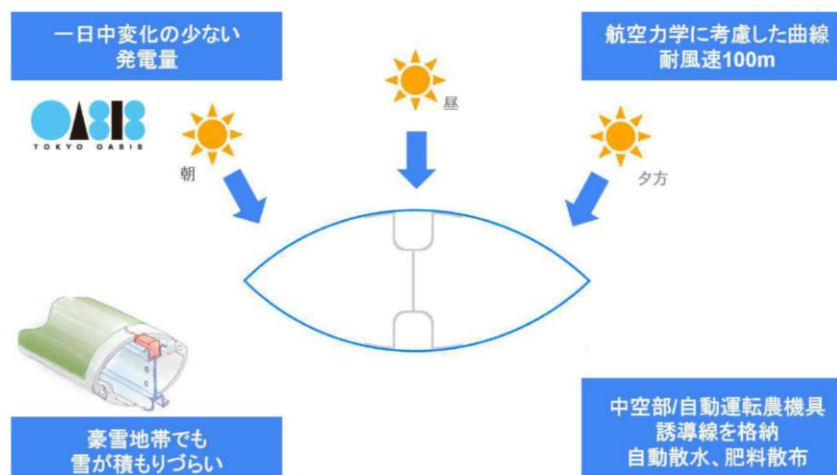 一日中変化の少ない
発電量
航空力学に考慮した曲線
耐風速100m
OASIS
TOKYO OASIS
朝
昼
夕方
豪雪地帯でも
雪が積もりづらい
中空部/自動運転農機具
誘導線を格納
自動散水、肥料散布